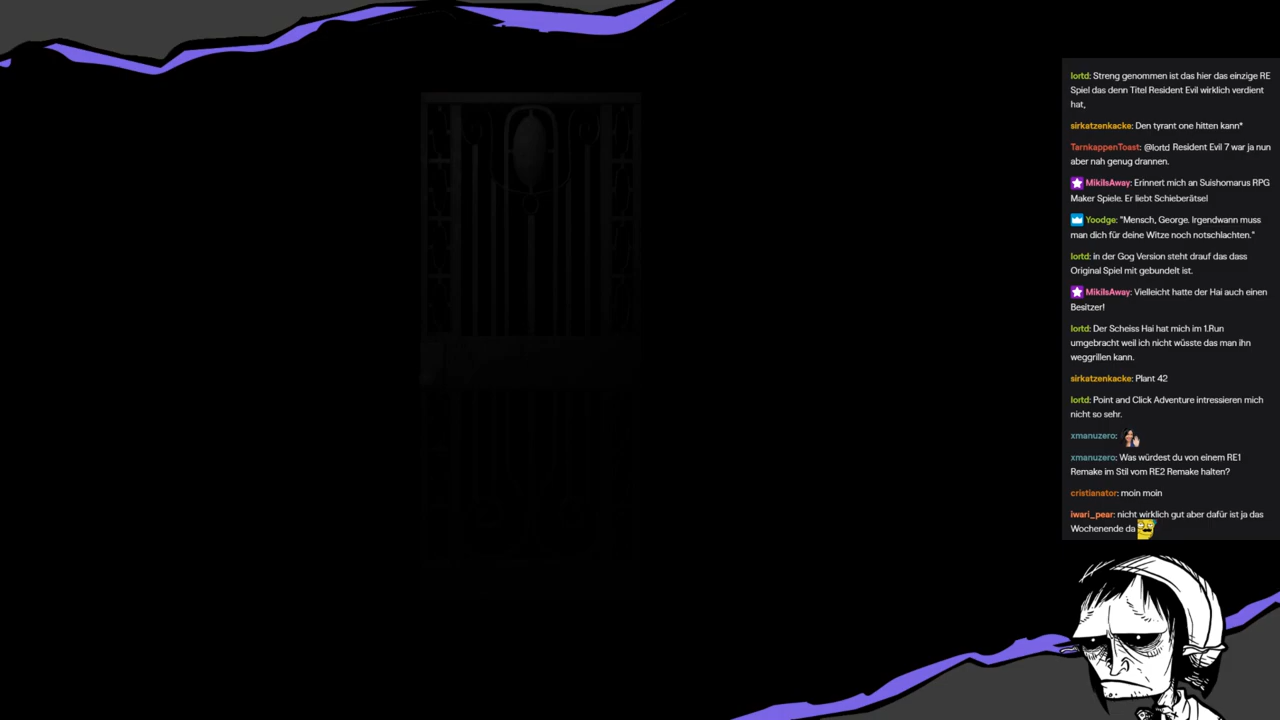 lortd: Streng genommen ist das hier das einzige RE
Spiel das denn Titel Resident Evil wirklich verdient
hat,
sirkatzenkacke: Den tyrant one hitten kann*
TarnkappenToast: @lortd Resident Evil 7 war ja nun
aber nah genug drannen.
MikiIsAway: Erinnert mich an Suishomarus RPG
Maker Spiele. Er liebt Schieberätsel
Yoodge: "Mensch, George. Irgendwann muss
man dich für deine Witze noch notschlachten."
lortd: in der Gog Version steht drauf das dass
Original Spiel mit gebundelt ist.
MikiIsAway: Vielleicht hatte der Hai auch einen
Besitzer!
lortd: Der Scheiss Hai hat mich im 1.Run
umgebracht weil ich nicht wüsste das man ihn
weggrillen kann.
sirkatzenkacke: Plant 42
lortd: Point and Click Adventure intressieren mich
nicht so sehr.
xmanuzero:
xmanuzero: Was würdest du von einem RE1
Remake im Stil vom RE2 Remake halten?
cristianator: moin moin
iwari_pear: nicht wirklich gut aber dafür ist ja das
Wochenende da